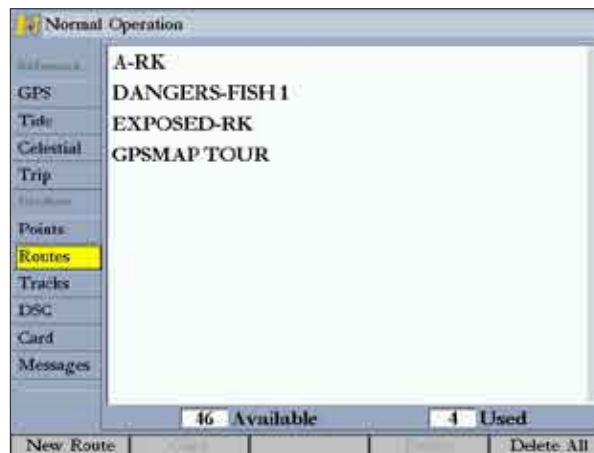 Normal Operation
GPS
Tide
Celestial
Trip
Points
Routes
Tracks
DSC
Card
Messages
A-RK
DANGERS-FISH 1
EXPOSED-RK
GPSMAP TOUR
46 Available
4 Used
New Route
Delete All